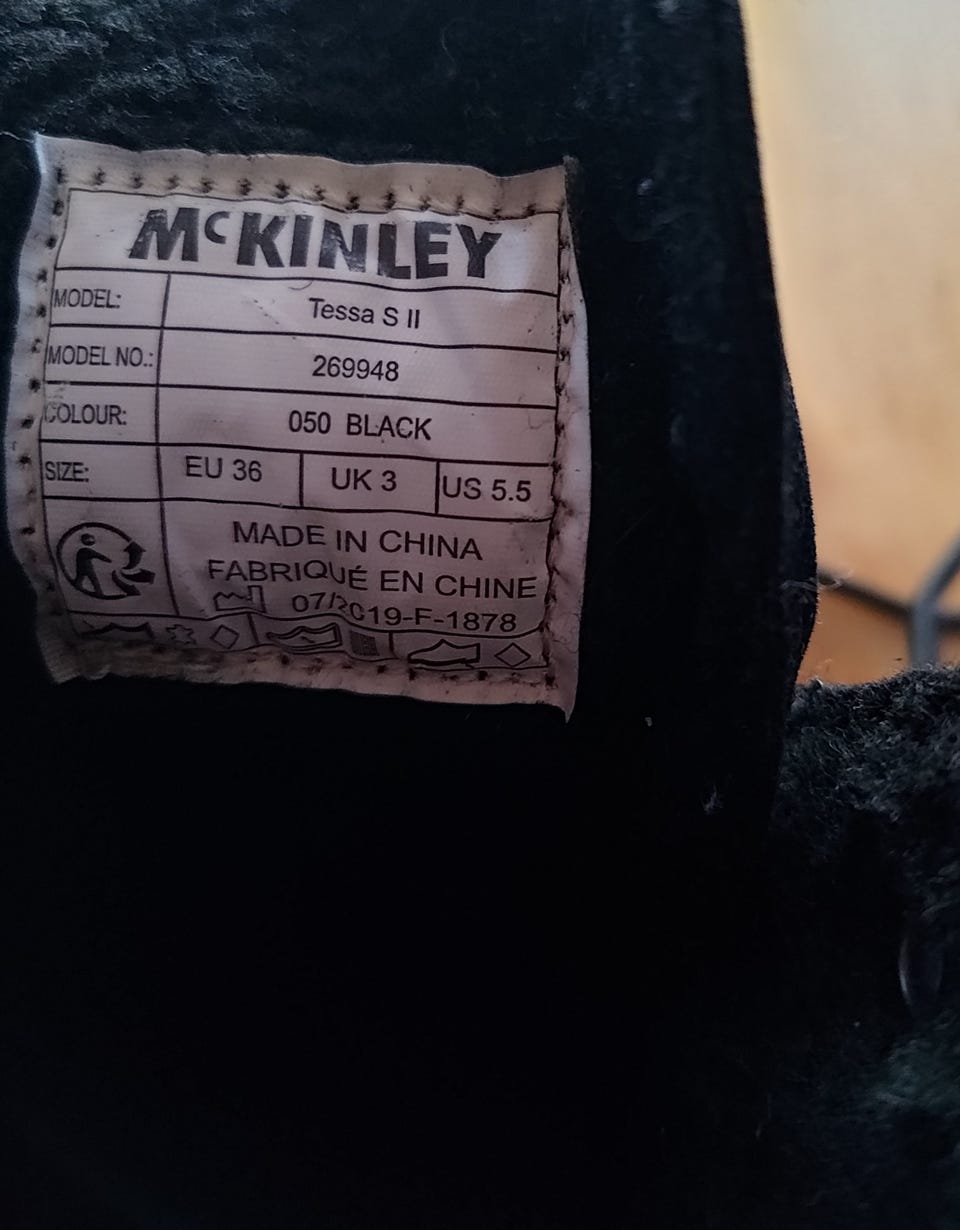 McKINLEY
MODEL: Tessa S II
MODEL NO.: 269948
COLOUR: 050 BLACK
SIZE: EU 36 UK 3 US 5.5
MADE IN CHINA
FABRIQUÉ EN CHINE
07/2019-F-1878